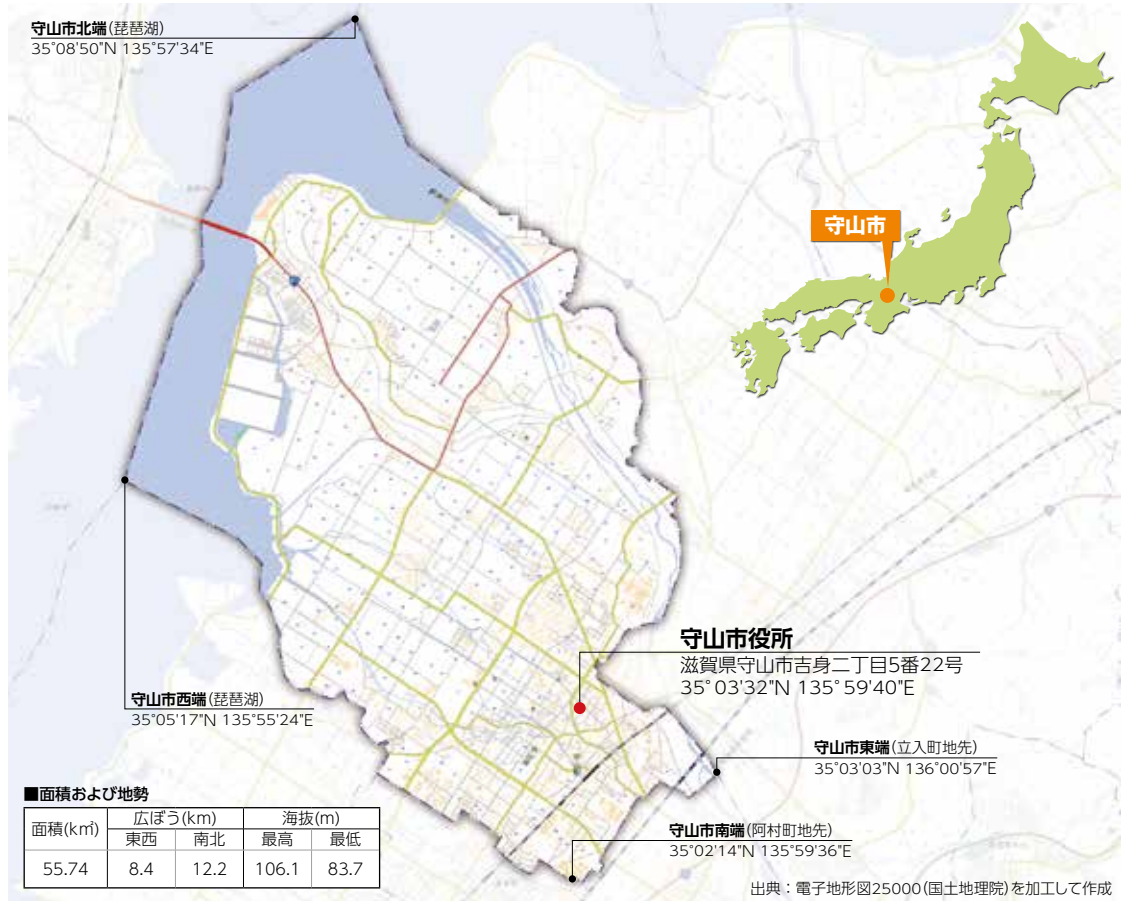 守山市北端(琵琶湖)
35°08'50"N 135°57'34"E
守山市
守山市役所
滋賀県守山市吉身二丁目5番22号
35°03'32"N 135°59'40"E
守山市西端(琵琶湖)
35°05'17"N 135°55'24"E
守山市東端(立入町地先)
35°03'03"N 136°00'57"E
守山市南端(阿村町地先)
35°02'14"N 135°59'36"E
■面積および地勢
面積(km²) 広ぼう(km) 海抜(m)
東西 南北 最高 最低
55.74 8.4 12.2 106.1 83.7
出典：電子地形図25000(国土地理院)を加工して作成